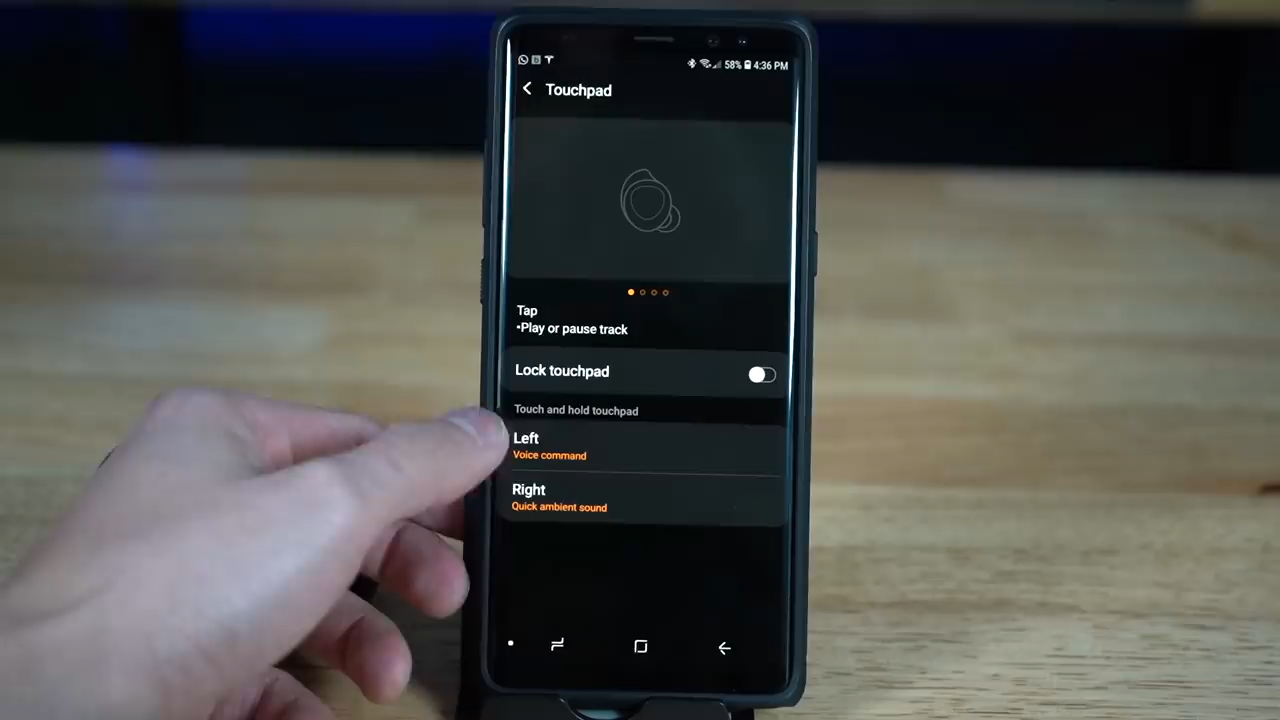 58% 4:36 PM
Touchpad
Tap
•Play or pause track
Lock touchpad
Touch and hold touchpad
Left
Voice command
Right
Quick ambient sound